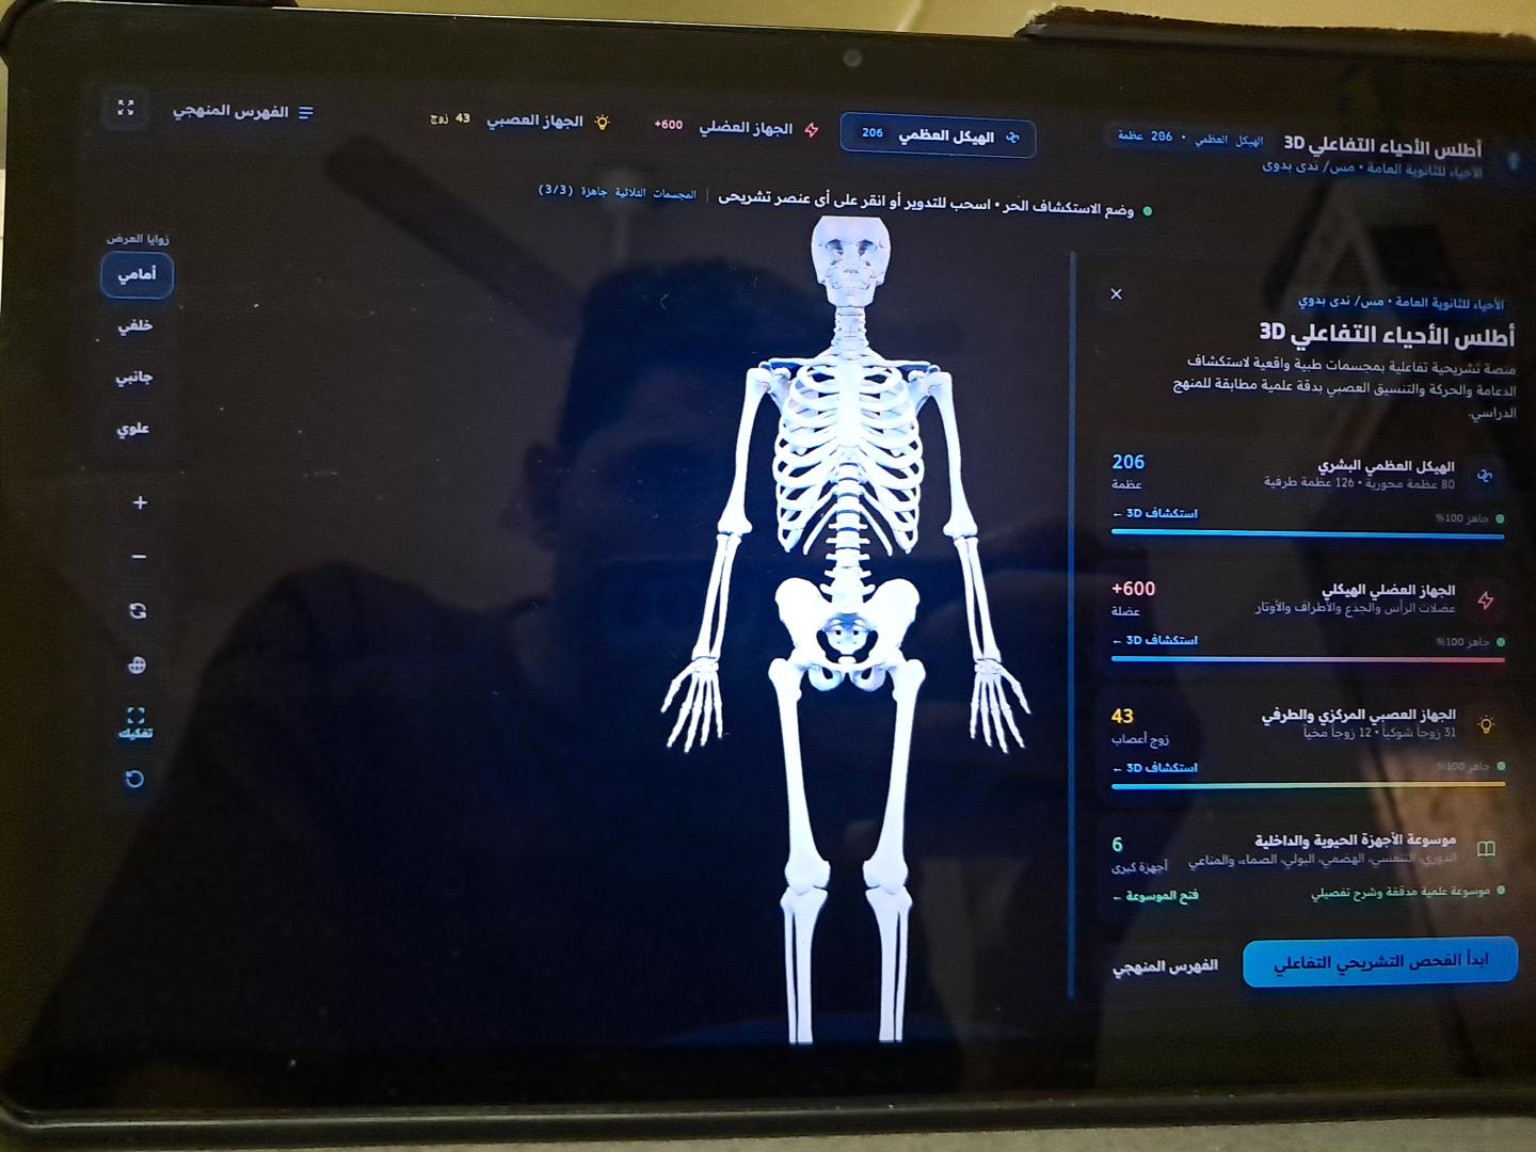 أطلس الأحياء التفاعلي 3D
الهيكل العظمي • 206 عظمة
الأحياء للثانوية العامة • مس/ ندى بدوي
الهيكل العظمي 206
الجهاز العضلي +600
الجهاز العصبي 43 زوج
الفهرس المنهجي
وضع الاستكشاف الحر • اسحب للتدوير أو انقر على أي عنصر تشريحي | المجسمات الثلاثية جاهزة (3/3)
زوايا العرض
أمامي
خلفي
جانبي
علوي
+
−
تفكيك
×
الأحياء للثانوية العامة • مس/ ندى بدوي
أطلس الأحياء التفاعلي 3D
منصة تشريحية تفاعلية بمجسمات طبية واقعية لاستكشاف
الدعامة والحركة والتنسيق العصبي بدقة علمية مطابقة للمنهج
الدراسي.
الهيكل العظمي البشري 206
80 عظمة محورية • 126 عظمة طرفية عظمة
جاهز 100% استكشاف 3D ←
الجهاز العضلي الهيكلي +600
عضلات الرأس والجذع والأطراف والأوتار عضلة
جاهز 100% استكشاف 3D ←
الجهاز العصبي المركزي والطرفي 43
31 زوجاً شوكياً • 12 زوجاً مخياً زوج أعصاب
جاهز 100% استكشاف 3D ←
موسوعة الأجهزة الحيوية والداخلية 6
الدوري، التنفسي، الهضمي، البولي، الصماء، والمناعي أجهزة كبرى
موسوعة علمية مدققة وشرح تفصيلي فتح الموسوعة ←
ابدأ الفحص التشريحي التفاعلي
الفهرس المنهجي